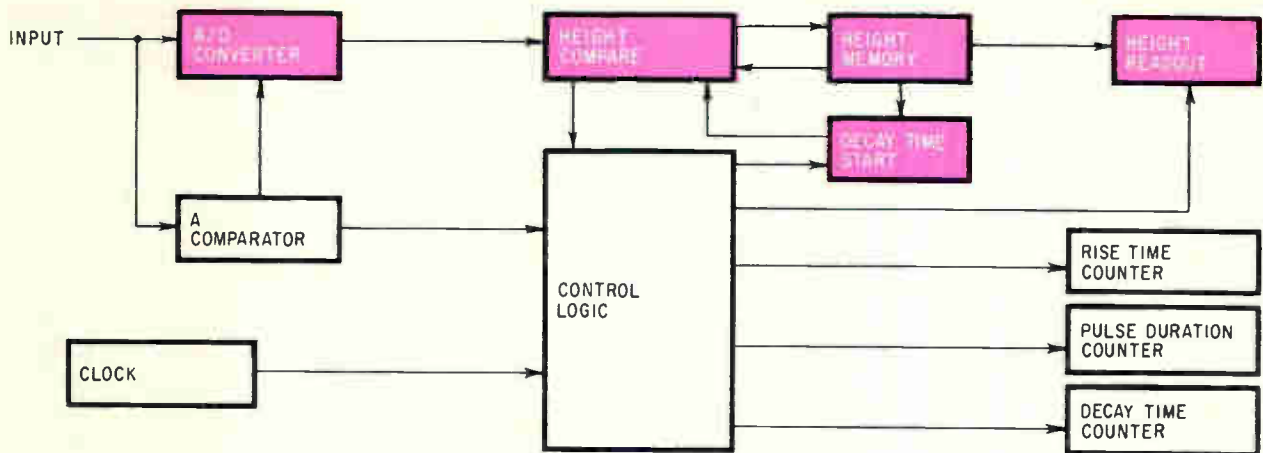 INPUT
A/D
CONVERTER
HEIGHT
COMPARE
HEIGHT
MEMORY
HEIGHT
READOUT
DECAY TIME
START
A
COMPARATOR
CONTROL
LOGIC
CLOCK
RISE TIME
COUNTER
PULSE DURATION
COUNTER
DECAY TIME
COUNTER